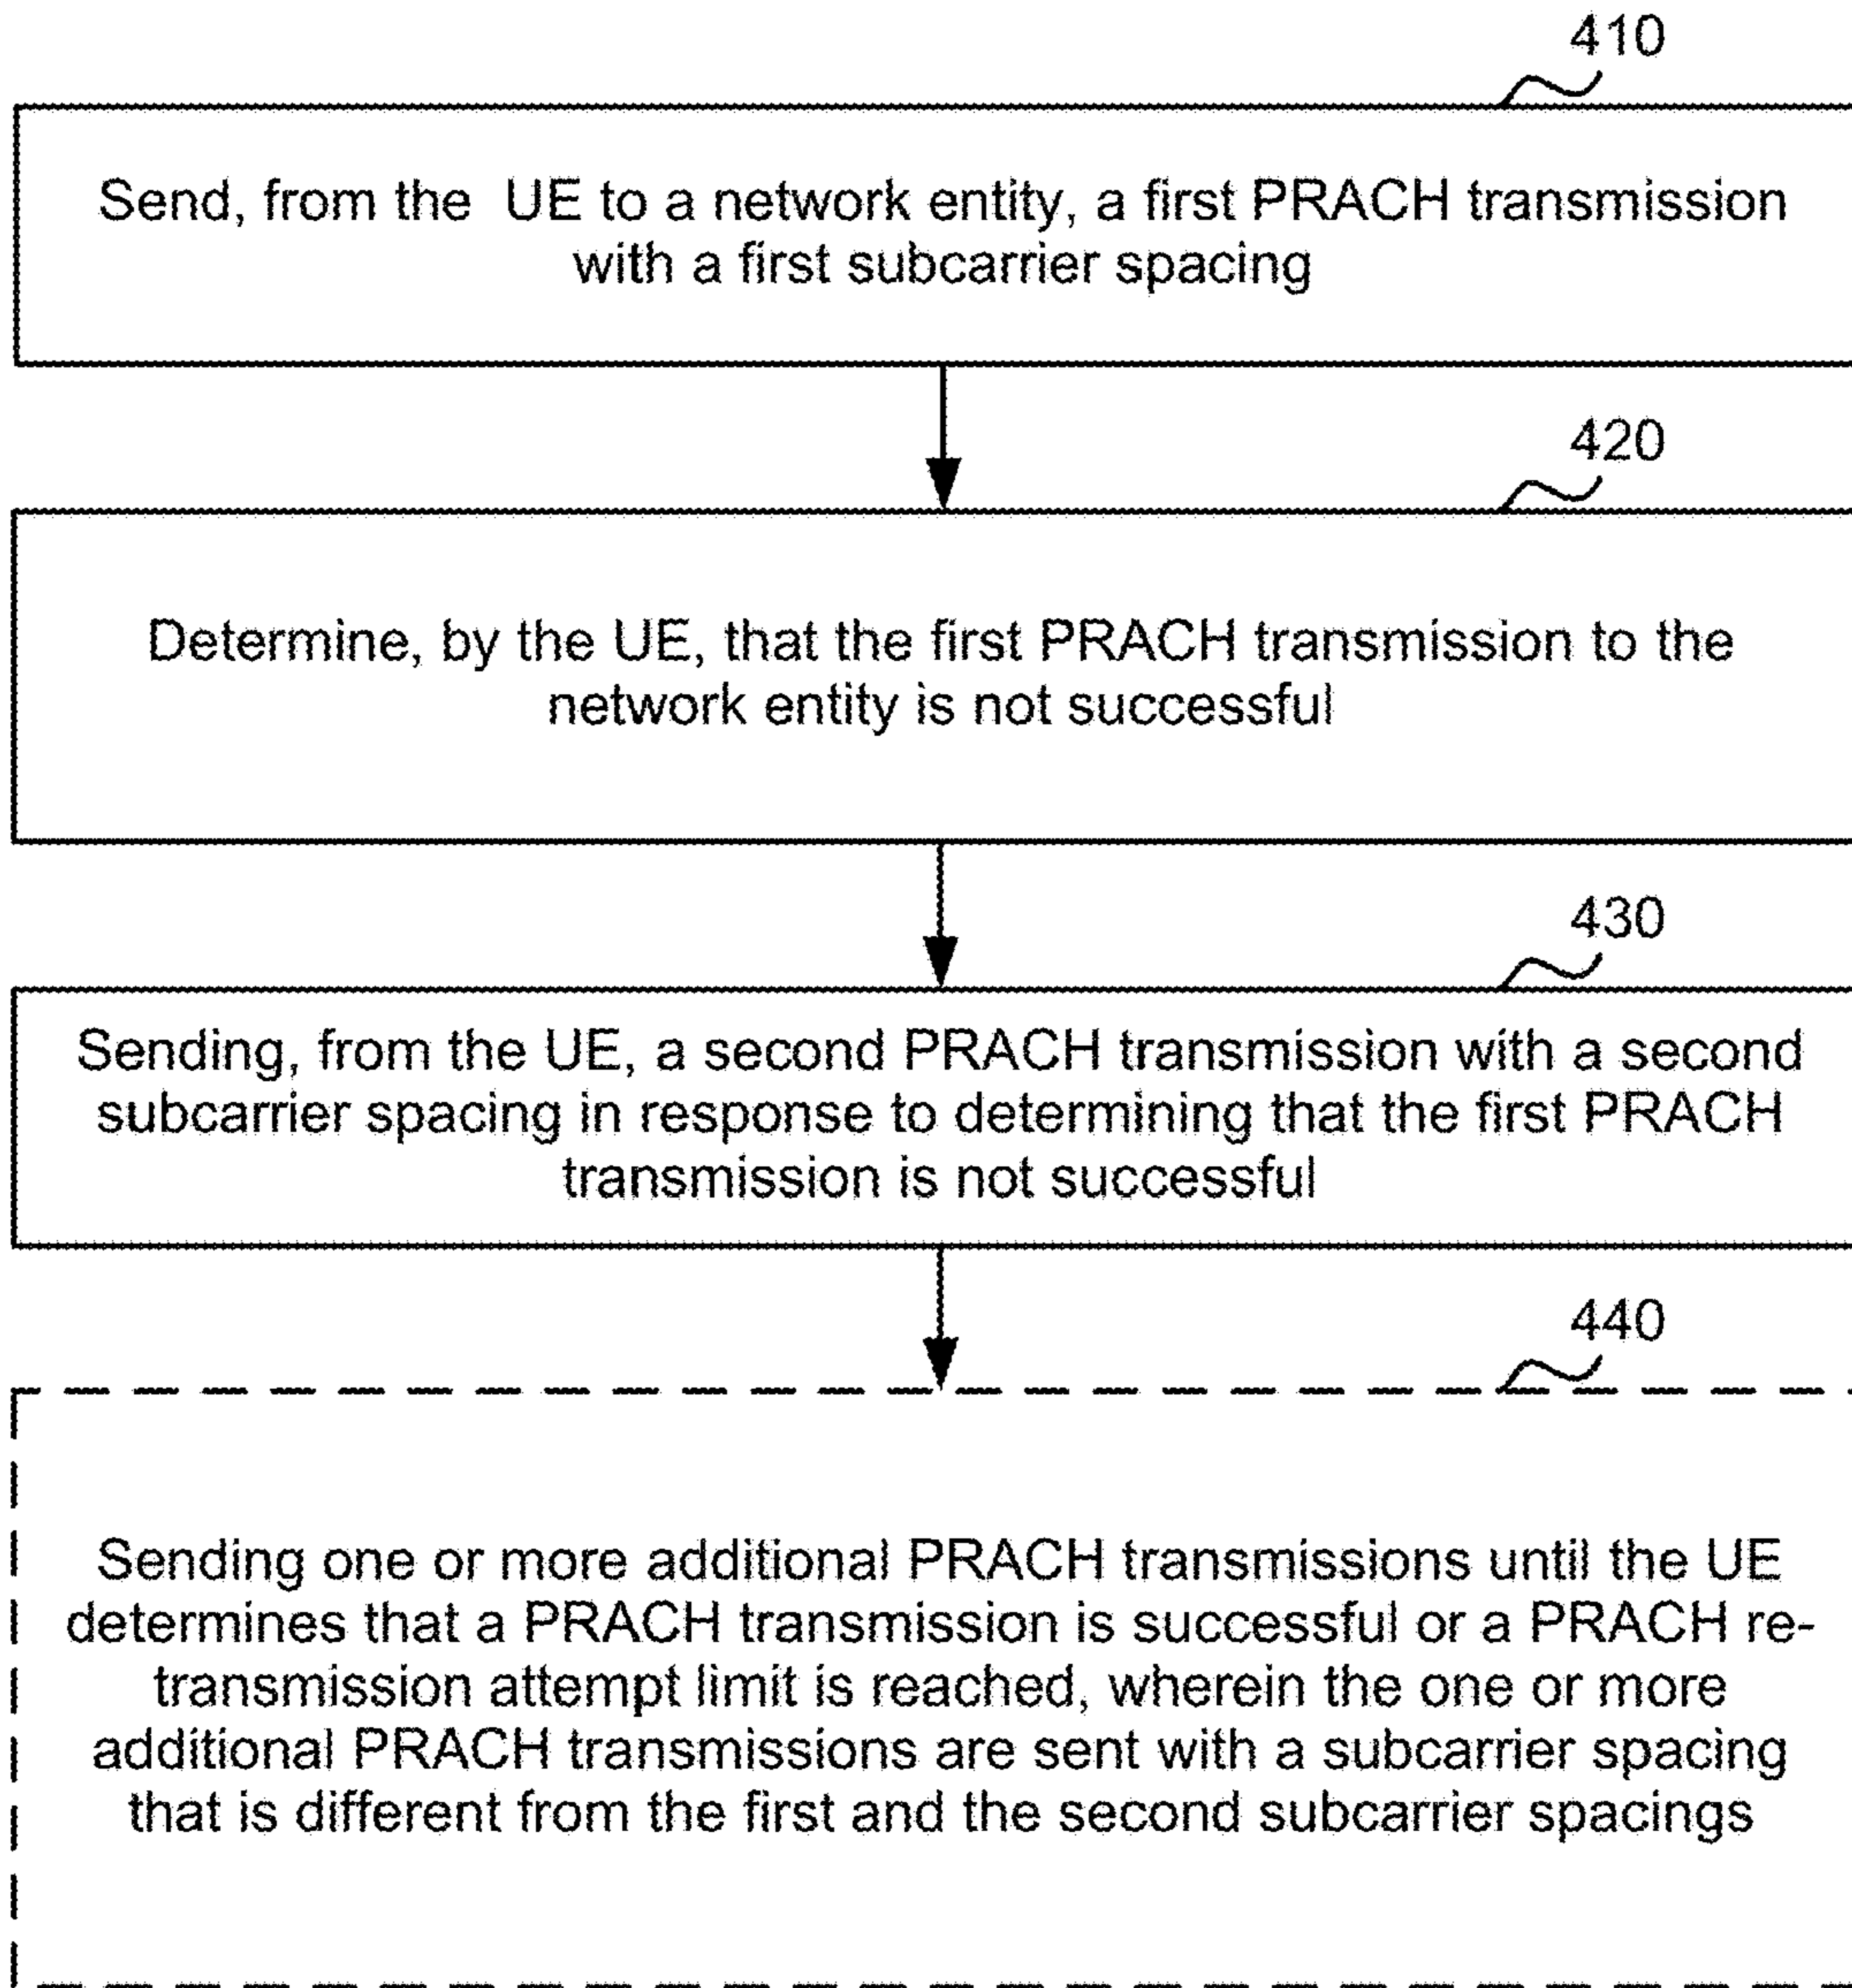 410
Send, from the UE to a network entity, a first PRACH transmission
with a first subcarrier spacing
420
Determine, by the UE, that the first PRACH transmission to the
network entity is not successful
430
Sending, from the UE, a second PRACH transmission with a second
subcarrier spacing in response to determining that the first PRACH
transmission is not successful
440
Sending one or more additional PRACH transmissions until the UE
determines that a PRACH transmission is successful or a PRACH re-
transmission attempt limit is reached, wherein the one or more
additional PRACH transmissions are sent with a subcarrier spacing
that is different from the first and the second subcarrier spacings